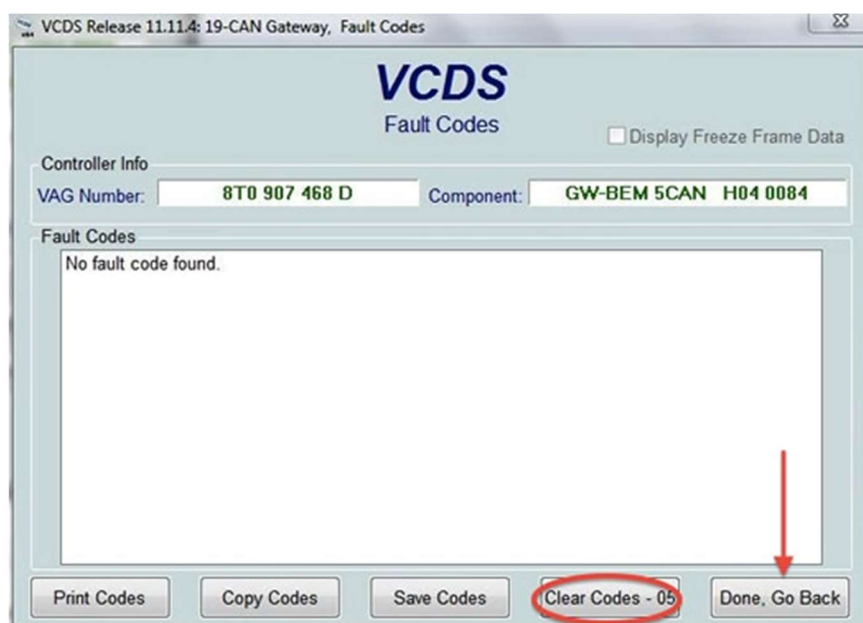 VCDS Release 11.11.4: 19-CAN Gateway, Fault Codes
VCDS
Fault Codes
Display Freeze Frame Data
Controller Info
VAG Number: 8T0 907 468 D Component: GW-BEM 5CAN H04 0084
Fault Codes
No fault code found.
Print Codes Copy Codes Save Codes Clear Codes - 05 Done, Go Back